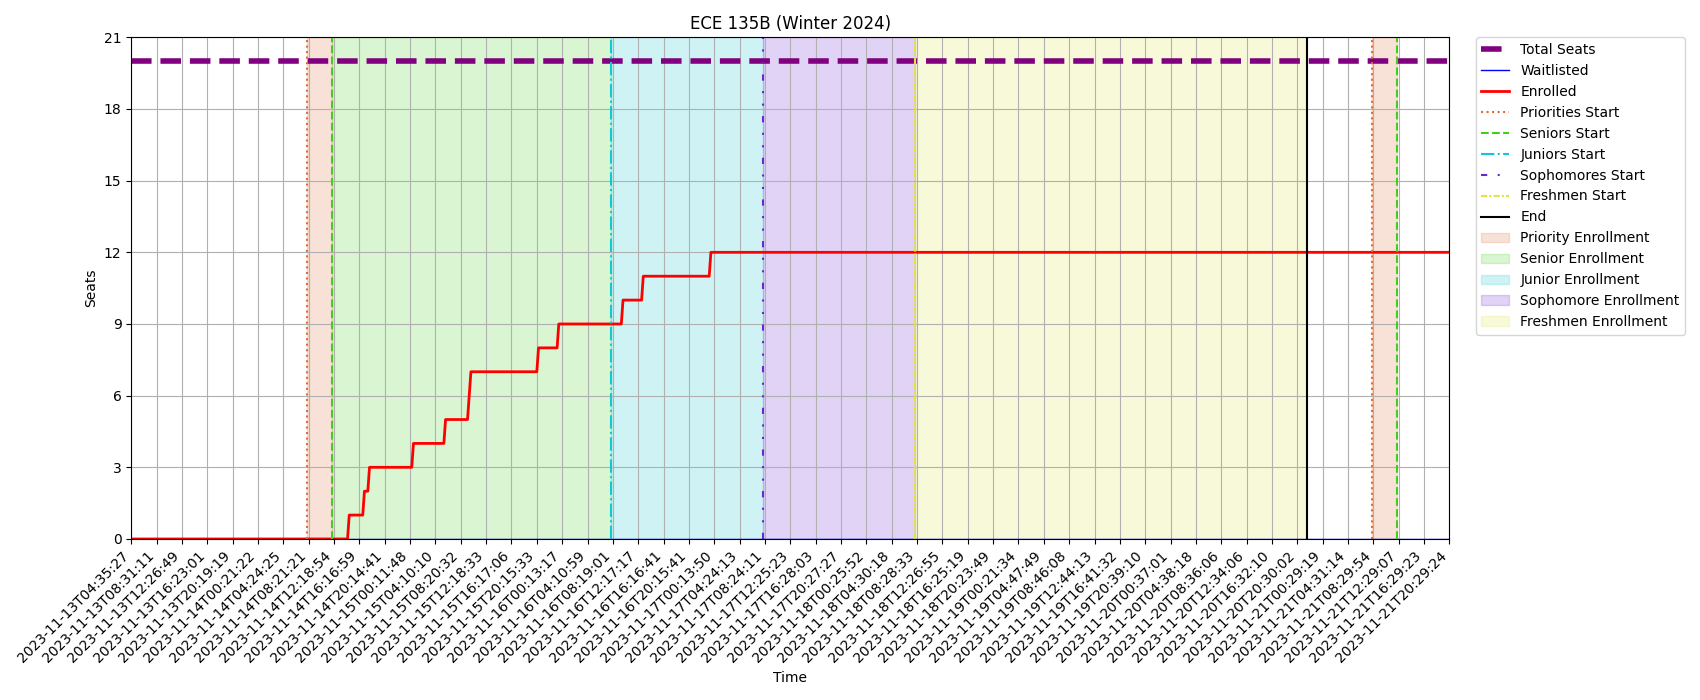 ECE 135B (Winter 2024)
21
18
15
12
9
6
3
0
Seats
2023-11-13T04:35:27
2023-11-13T08:31:11
2023-11-13T12:26:49
2023-11-13T16:23:01
2023-11-13T20:19:19
2023-11-14T00:21:22
2023-11-14T04:24:25
2023-11-14T08:21:21
2023-11-14T12:18:54
2023-11-14T16:16:59
2023-11-14T20:14:41
2023-11-15T00:11:48
2023-11-15T04:10:10
2023-11-15T08:20:32
2023-11-15T12:18:33
2023-11-15T16:17:06
2023-11-15T20:15:33
2023-11-16T00:13:17
2023-11-16T04:10:59
2023-11-16T08:19:01
2023-11-16T12:17:17
2023-11-16T16:16:41
2023-11-16T20:15:41
2023-11-17T00:13:50
2023-11-17T04:24:13
2023-11-17T08:24:11
2023-11-17T12:25:23
2023-11-17T16:28:03
2023-11-17T20:27:27
2023-11-18T00:25:52
2023-11-18T04:30:18
2023-11-18T08:28:33
2023-11-18T12:26:55
2023-11-18T16:25:19
2023-11-18T20:23:49
2023-11-19T00:21:34
2023-11-19T04:47:49
2023-11-19T08:46:08
2023-11-19T12:44:13
2023-11-19T16:41:32
2023-11-19T20:39:10
2023-11-20T00:37:01
2023-11-20T04:38:18
2023-11-20T08:36:06
2023-11-20T12:34:06
2023-11-20T16:32:10
2023-11-20T20:30:02
2023-11-21T00:29:19
2023-11-21T04:31:14
2023-11-21T08:29:54
2023-11-21T12:29:07
2023-11-21T16:29:23
2023-11-21T20:29:24
Time
Total Seats
Waitlisted
Enrolled
Priorities Start
Seniors Start
Juniors Start
Sophomores Start
Freshmen Start
End
Priority Enrollment
Senior Enrollment
Junior Enrollment
Sophomore Enrollment
Freshmen Enrollment